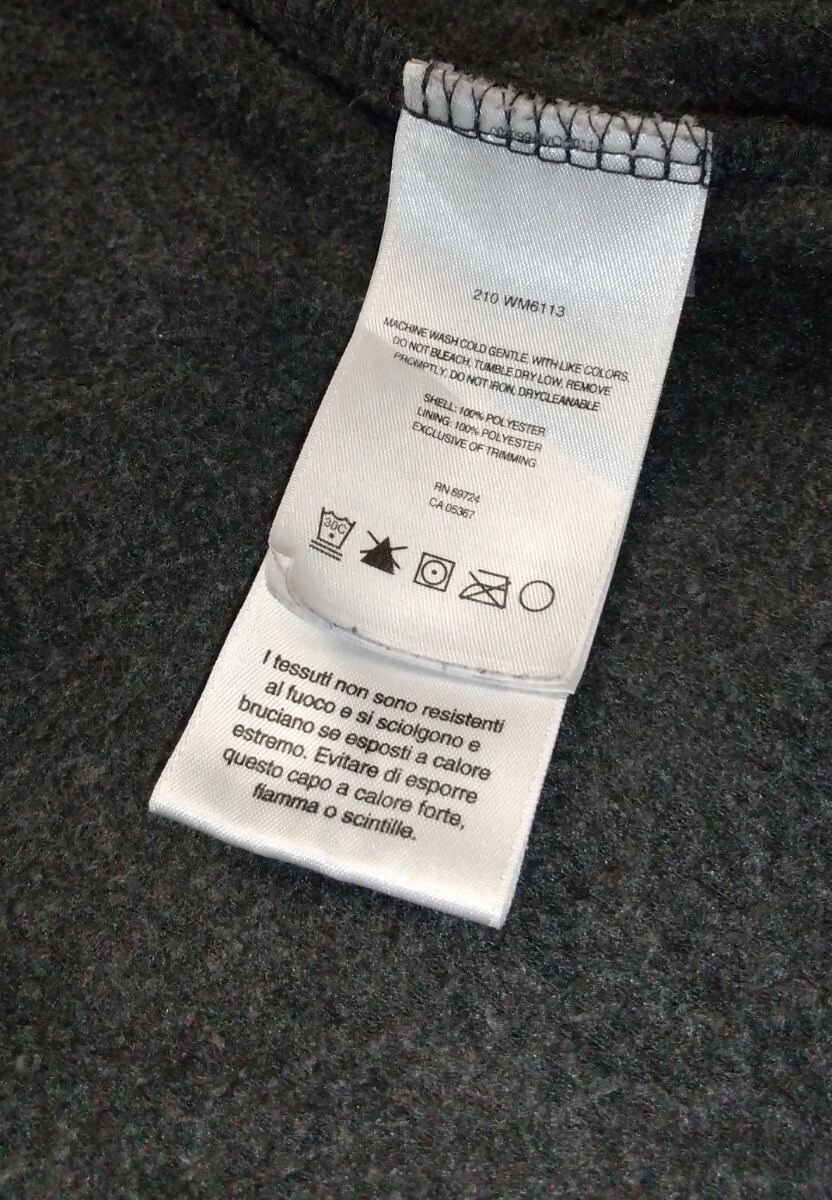 210 WM6113
MACHINE WASH COLD GENTLE, WITH LIKE COLORS,
DO NOT BLEACH, TUMBLE DRY LOW, REMOVE
PROMPTLY, DO NOT IRON, DRYCLEANABLE
SHELL: 100% POLYESTER
LINING: 100% POLYESTER
EXCLUSIVE OF TRIMMING
RN 69724
CA 05367
30C
I tessuti non sono resistenti
al fuoco e si sciolgono e
bruciano se esposti a calore
estremo. Evitare di esporre
questo capo a calore forte,
fiamma o scintille.